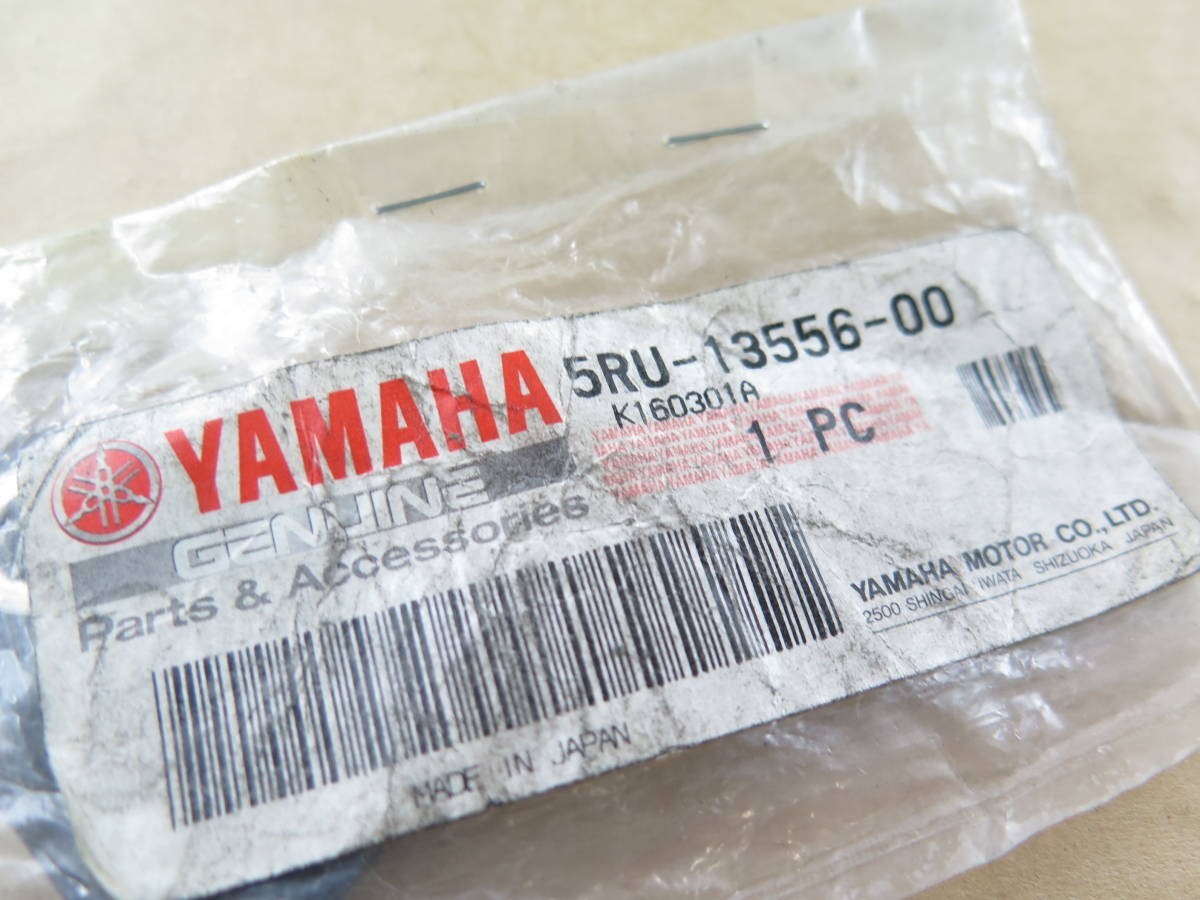 YAMAHA
5RU-13556-00
K160301A
1 PC
GENUINE
Parts & Accessories
YAMAHA MOTOR CO.,LTD.
2500 SHINGAI IWATA SHIZUOKA JAPAN
MADE IN JAPAN